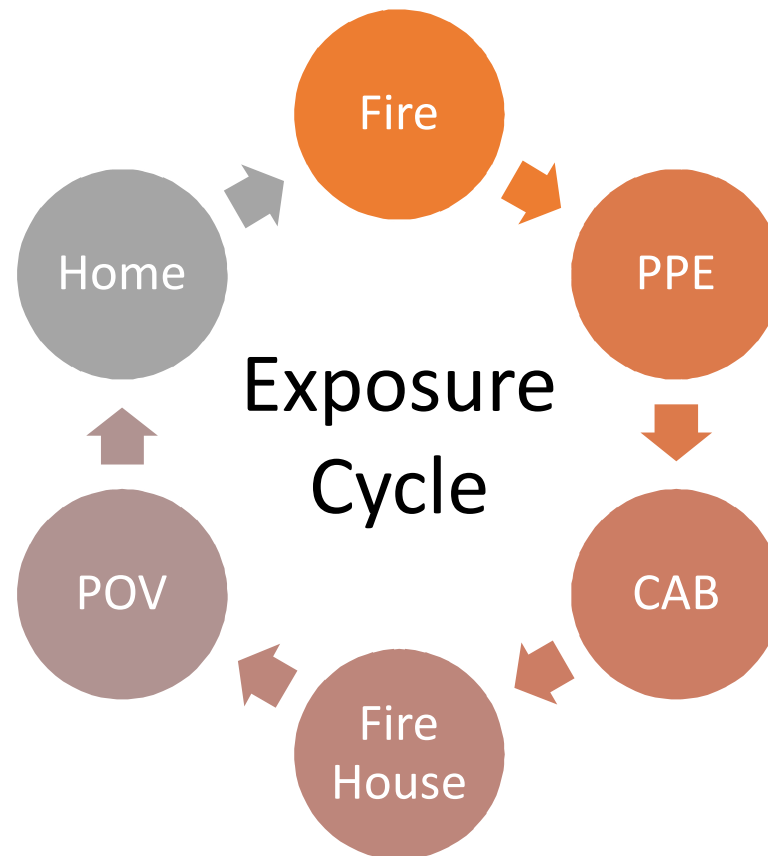 Fire
PPE
CAB
Fire
House
POV
Home
Exposure
Cycle